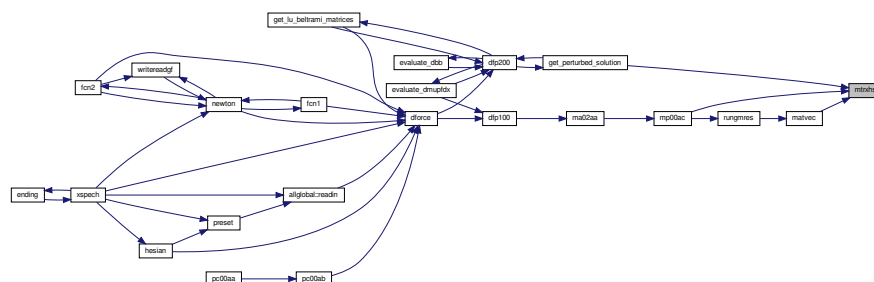 get_lu_beltrami_matrices
evaluate_dbb
dfp200
get_perturbed_solution
writereadgf
evaluate_dmupfdx
fcn2
mtrxhs
newton
fcn1
dforce
dfp100
ma02aa
mp00ac
rungmres
matvec
ending
xspech
allglobal::readin
preset
hesian
pc00aa
pc00ab